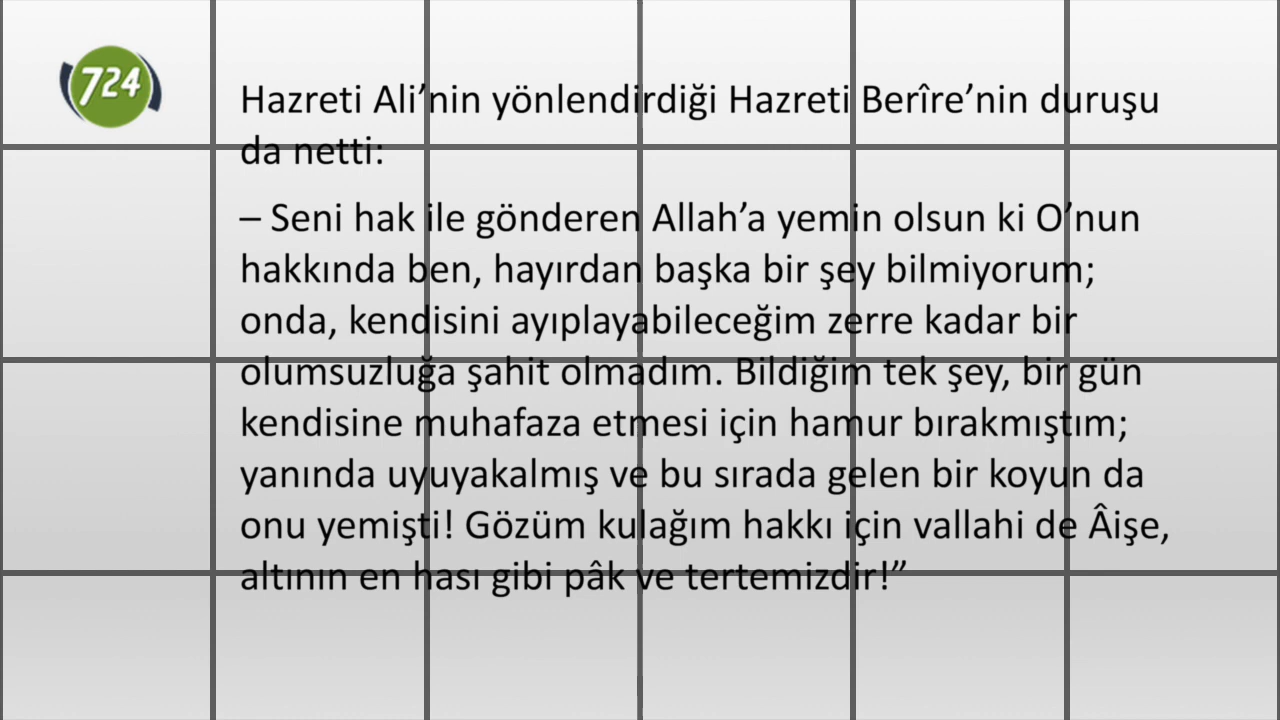 724
Hazreti Ali’nin yönlendirdiği Hazreti Berîre’nin duruşu
da netti:
– Seni hak ile gönderen Allah’a yemin olsun ki O’nun
hakkında ben, hayırdan başka bir şey bilmiyorum;
onda, kendisini ayıplayabileceğim zerre kadar bir
olumsuzluğa şahit olmadım. Bildiğim tek şey, bir gün
kendisine muhafaza etmesi için hamur bırakmıştım;
yanında uyuyakalmış ve bu sırada gelen bir koyun da
onu yemişti! Gözüm kulağım hakkı için vallahi de Âişe,
altının en hası gibi pâk ve tertemizdir!”